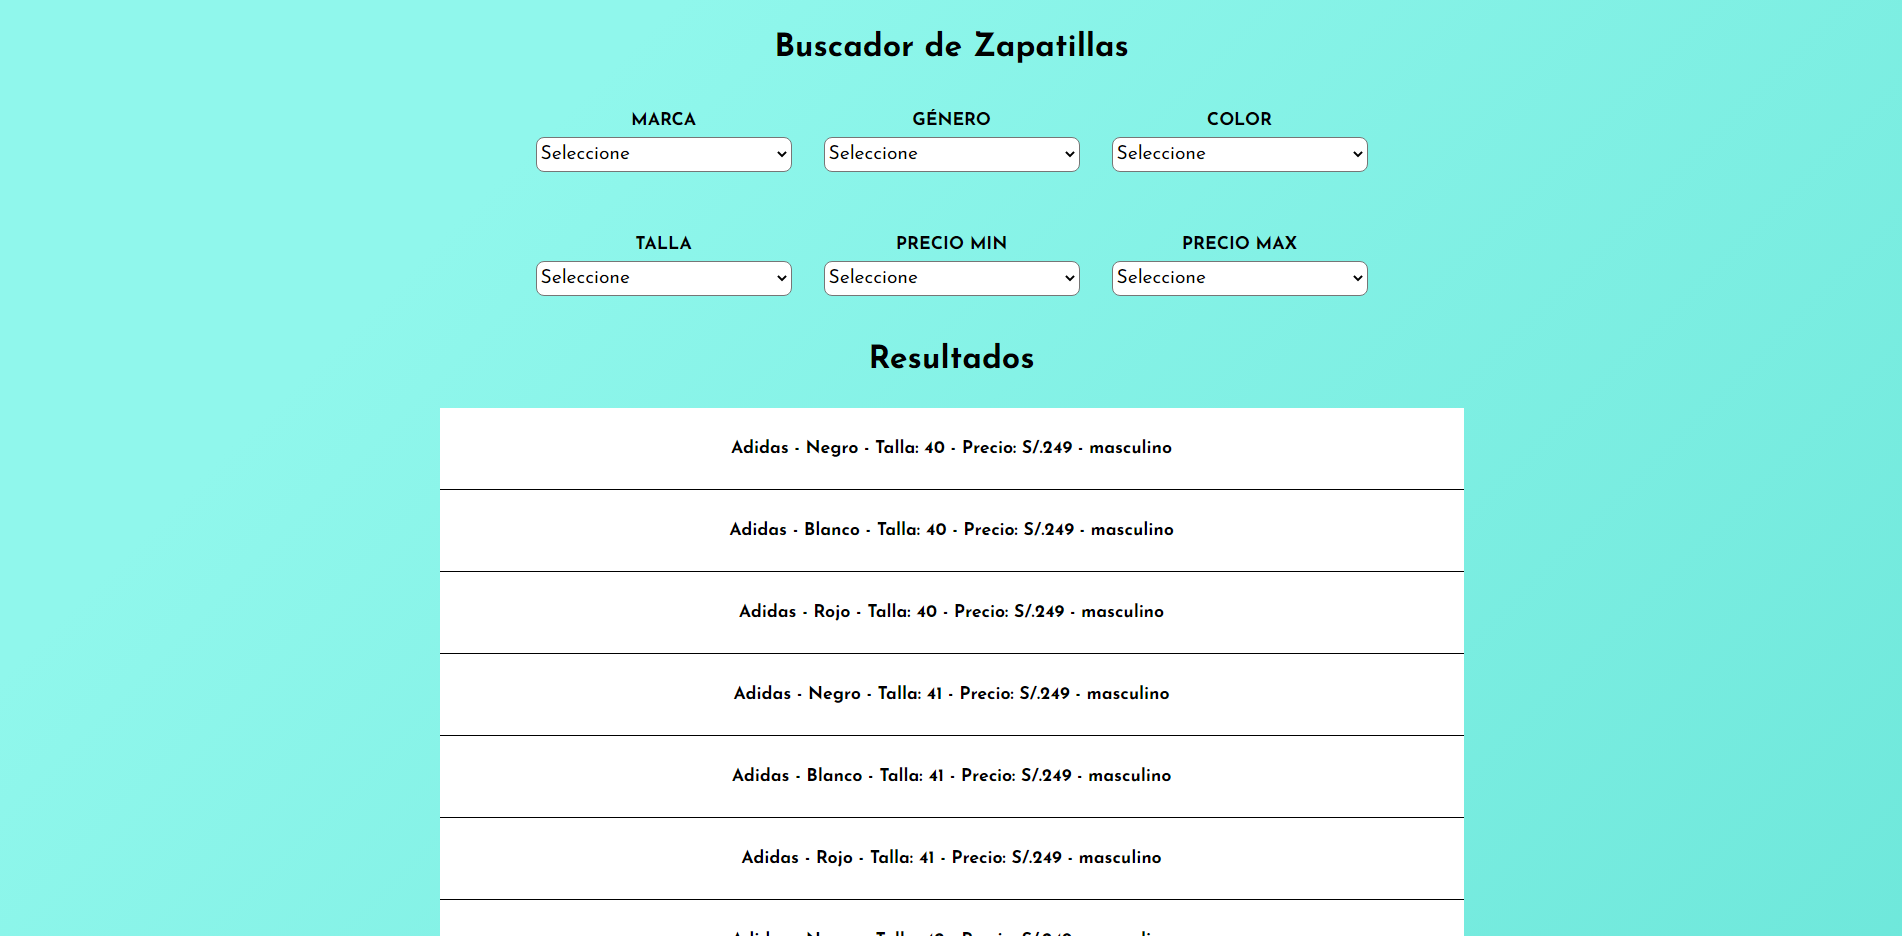 Buscador de Zapatillas
MARCA GÉNERO COLOR
Seleccione Seleccione Seleccione
TALLA PRECIO MIN PRECIO MAX
Seleccione Seleccione Seleccione
Resultados
Adidas - Negro - Talla: 40 - Precio: S/.249 - masculino
Adidas - Blanco - Talla: 40 - Precio: S/.249 - masculino
Adidas - Rojo - Talla: 40 - Precio: S/.249 - masculino
Adidas - Negro - Talla: 41 - Precio: S/.249 - masculino
Adidas - Blanco - Talla: 41 - Precio: S/.249 - masculino
Adidas - Rojo - Talla: 41 - Precio: S/.249 - masculino